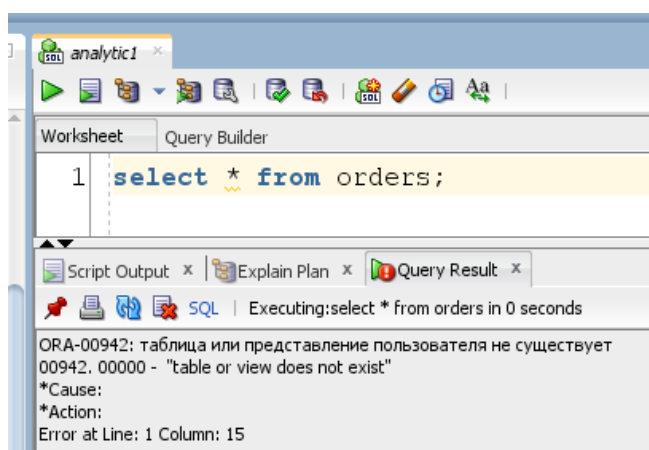 analytic1
SQL
Aa
Worksheet Query Builder
1 select * from orders;
Script Output x Explain Plan x Query Result x
SQL | Executing:select * from orders in 0 seconds
ORA-00942: таблица или представление пользователя не существует
00942. 00000 - "table or view does not exist"
*Cause:
*Action:
Error at Line: 1 Column: 15